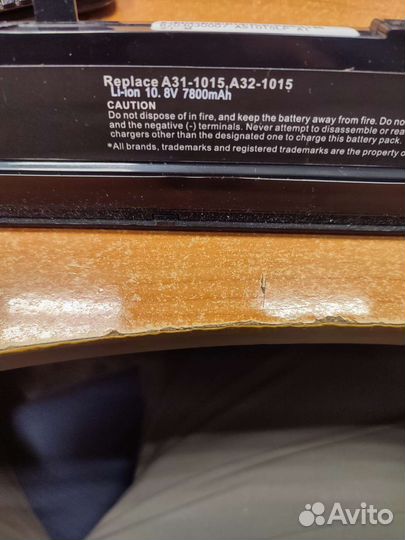 Replace A31-1015,A32-1015
Li-ion 10.8V 7800mAh
CAUTION
Do not dispose of in fire, and keep the battery away from fire. Do no
and the negative (-) terminals. Never attempt to disassemble or rea
chargers other than the designated one to charge this battery pack.
*All brands, trademarks and registered trademarks are the property o
Avito